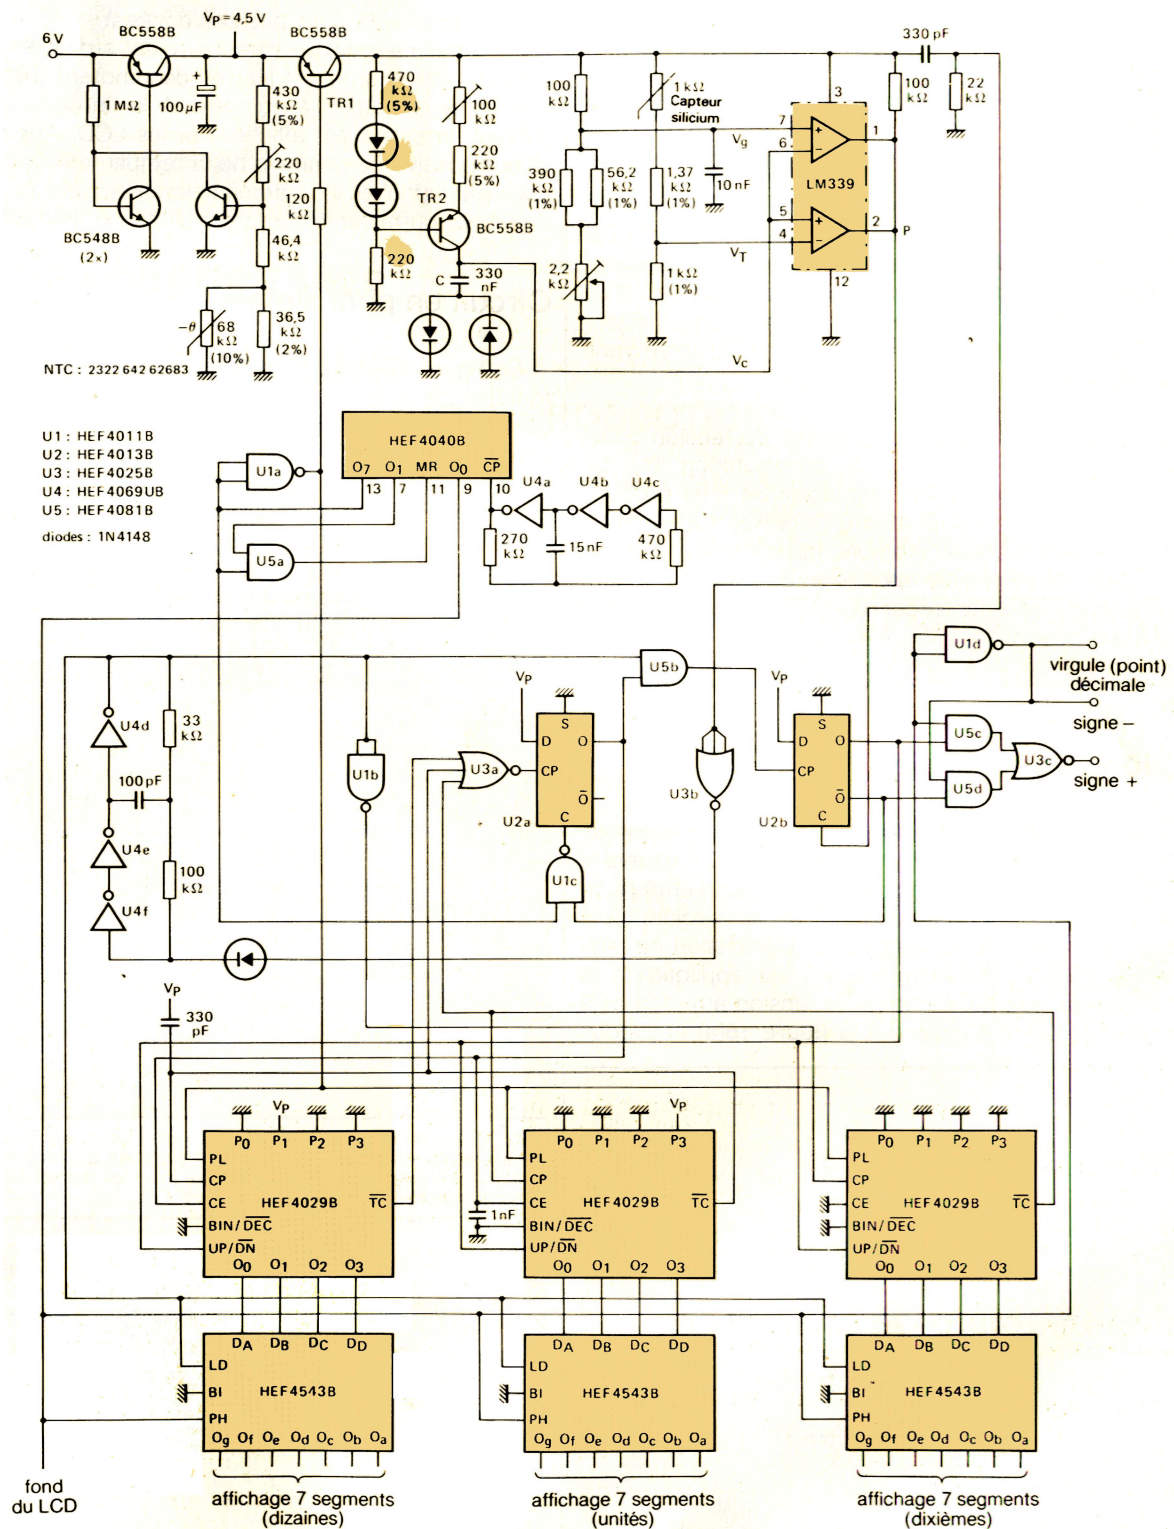 6 V
BC558B
Vp = 4,5 V
BC558B
1 MΩ
+
100 µF
430 kΩ (5%)
TR1
220 kΩ
120 kΩ
BC548B (2x)
46,4 kΩ
-θ 68 kΩ (10%)
36,5 kΩ (2%)
NTC : 2322 642 62683
470 kΩ (5%)
100 kΩ
220 kΩ (5%)
TR2
BC558B
220 kΩ
C 330 nF
100 kΩ
1 kΩ
Capteur silicium
Vg
390 kΩ (1%)
56,2 kΩ (1%)
10 nF
1,37 kΩ (1%)
2,2 kΩ
VT
1 kΩ (1%)
Vc
330 pF
100 kΩ
22 kΩ
3
7 + 1
6 −
LM339
5 + 2 P
4 −
12
U1 : HEF4011B
U2 : HEF4013B
U3 : HEF4025B
U4 : HEF4069UB
U5 : HEF4081B
diodes : 1N4148
HEF4040B
O7 O1 MR O0 CP
13 7 11 9 10
U1a
U5a
U4a U4b U4c
270 kΩ
15 nF
470 kΩ
U4d
33 kΩ
100 pF
U4e
100 kΩ
U4f
U1b
U3a
Vp
S
D O
CP
O
C
U2a
U1c
U5b
U3b
Vp
S
D O
CP
O
C
U2b
U1d
U5c
U5d
U3c
virgule (point) décimale
signe −
signe +
Vp
330 pF
Vp
P0 P1 P2 P3
PL
CP
CE HEF4029B TC
BIN/DEC
UP/DN
O0 O1 O2 O3
Vp
P0 P1 P2 P3
PL
CP
CE HEF4029B TC
1 nF BIN/DEC
UP/DN
O0 O1 O2 O3
P0 P1 P2 P3
PL
CP
CE HEF4029B TC
BIN/DEC
UP/DN
O0 O1 O2 O3
DA DB DC DD
LD
BI HEF4543B
PH
Og Of Oe Od Oc Ob Oa
DA DB DC DD
LD
BI HEF4543B
PH
Og Of Oe Od Oc Ob Oa
DA DB DC DD
LD
BI HEF4543B
PH
Og Of Oe Od Oc Ob Oa
fond du LCD
affichage 7 segments (dizaines)
affichage 7 segments (unités)
affichage 7 segments (dixièmes)